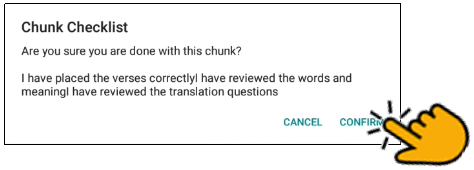 Chunk Checklist
Are you sure you are done with this chunk?
I have placed the verses correctlyI have reviewed the words and
meaningI have reviewed the translation questions
CANCEL CONFIRM